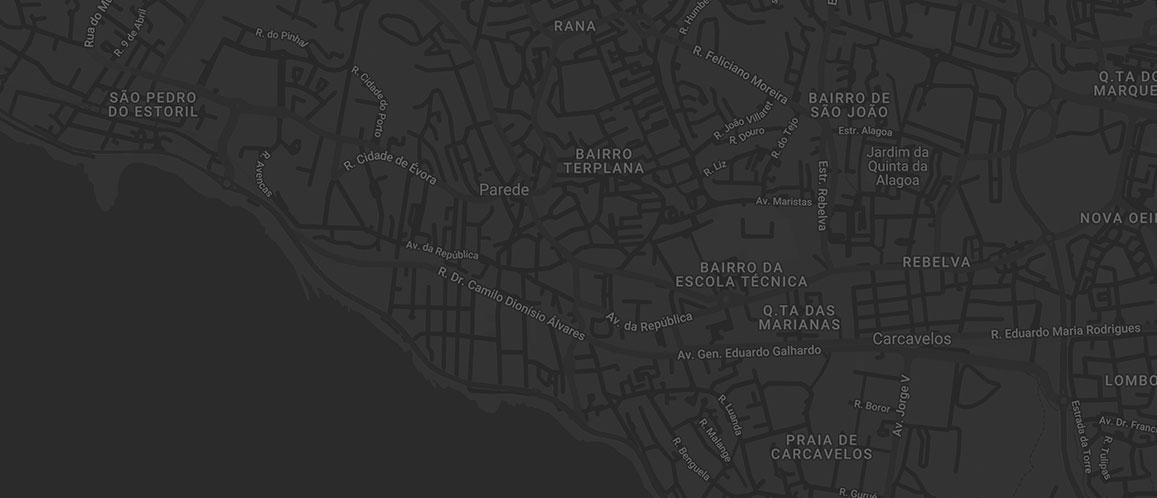 Rua do
R. 9 de Abril
R. do Pinhal
RANA
R. Humbe
R. Feliciano Moreira
Q.TA DO
MARQUE
SÃO PEDRO
DO ESTORIL
R. Cidade do Porto
BAIRRO DE
SÃO JOÃO
R. João Villaret
R. Douro
R. do Tejo
Estr. Alagoa
R. Avencas
R. Cidade de Évora
BAIRRO
TERPLANA
R. Liz
Jardim da
Quinta da
Alagoa
Parede
Av. Maristas
Estr. Rebelva
NOVA OEI
Av. da República
R. Dr. Camilo Dionísio Álvares
BAIRRO DA
ESCOLA TÉCNICA
REBELVA
Av. da República
Q.TA DAS
MARIANAS
Carcavelos
R. Eduardo Maria Rodrigues
Av. Gen. Eduardo Galhardo
LOMBO
R. Luanda
R. Malange
R. Benguela
R. Boror
Av. Jorge V
Estrada da Torre
Av. Dr. Franc
R. Tulipas
PRAIA DE
CARCAVELOS
R. Gurué